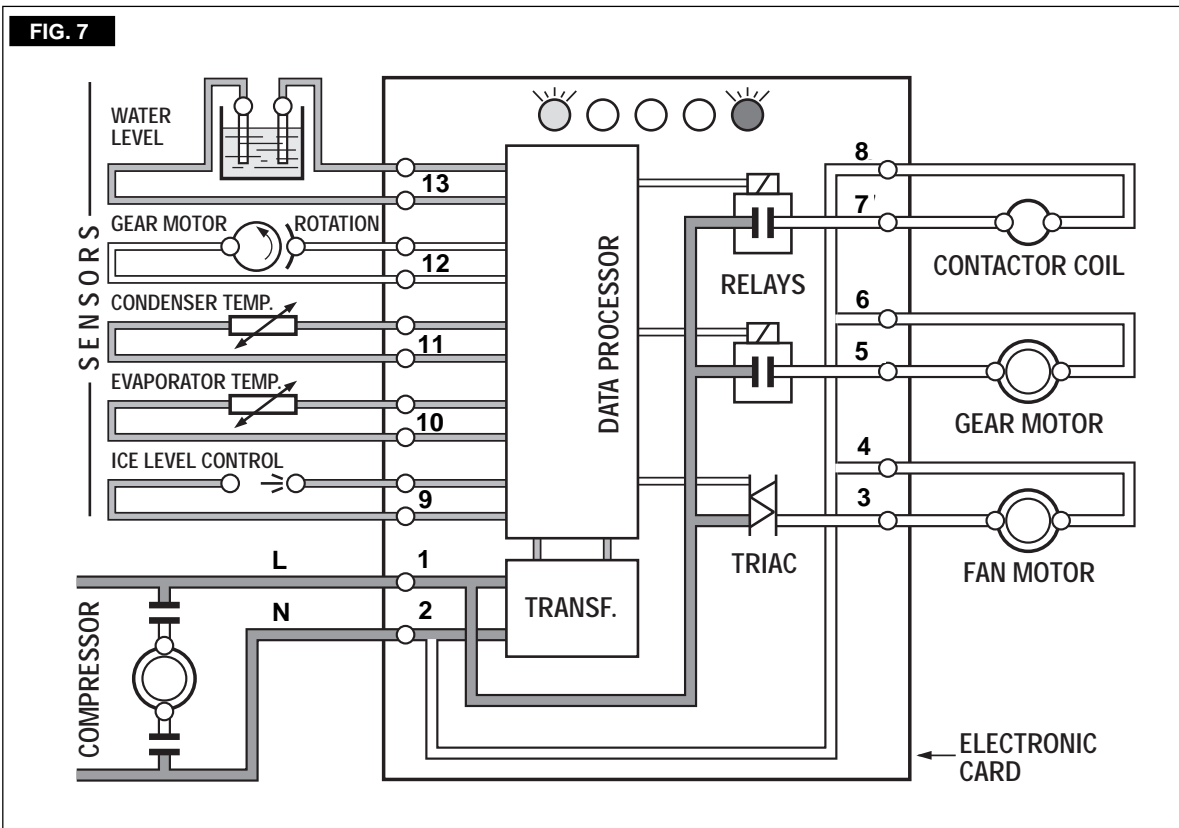 FIG. 7
WATER
LEVEL
13
GEAR MOTOR ROTATION
12
CONDENSER TEMP.
11
EVAPORATOR TEMP.
10
ICE LEVEL CONTROL
9
SENSORS
L
1
N
2
COMPRESSOR
DATA PROCESSOR
TRANSF.
RELAYS
TRIAC
8
7
CONTACTOR COIL
6
5
GEAR MOTOR
4
3
FAN MOTOR
ELECTRONIC
CARD